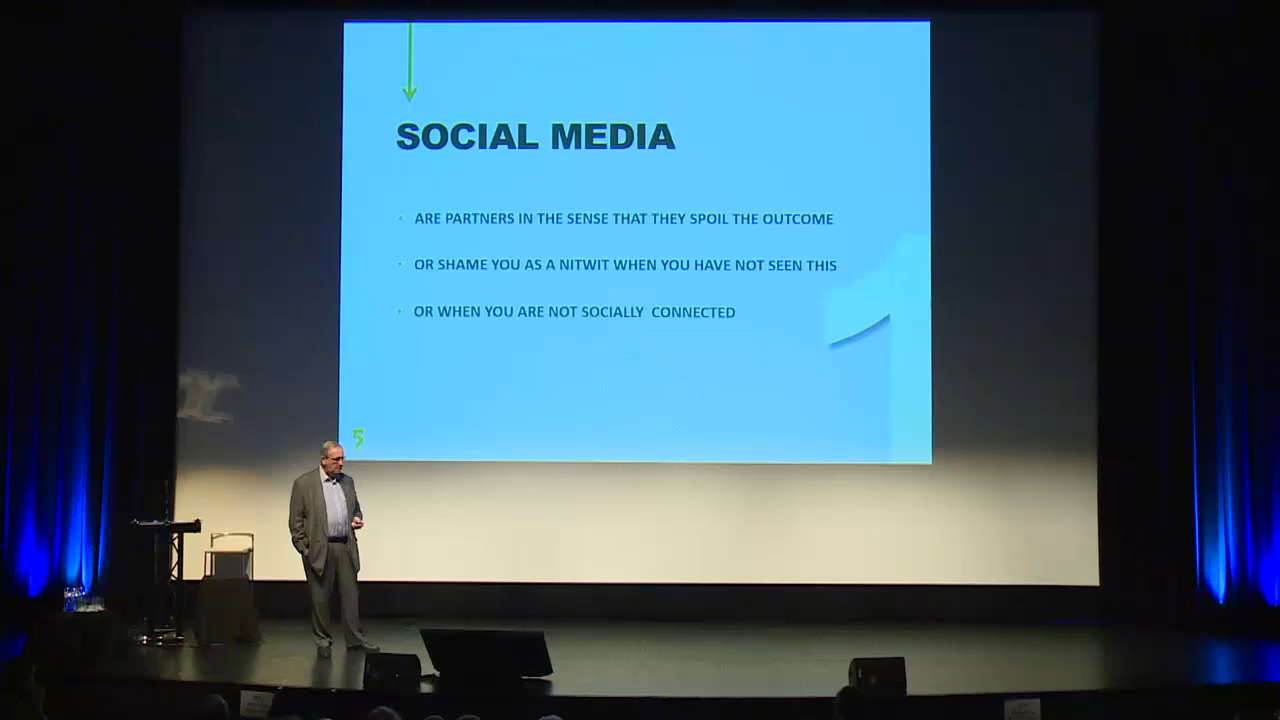 SOCIAL MEDIA
· ARE PARTNERS IN THE SENSE THAT THEY SPOIL THE OUTCOME
· OR SHAME YOU AS A NITWIT WHEN YOU HAVE NOT SEEN THIS
· OR WHEN YOU ARE NOT SOCIALLY CONNECTED
1
5